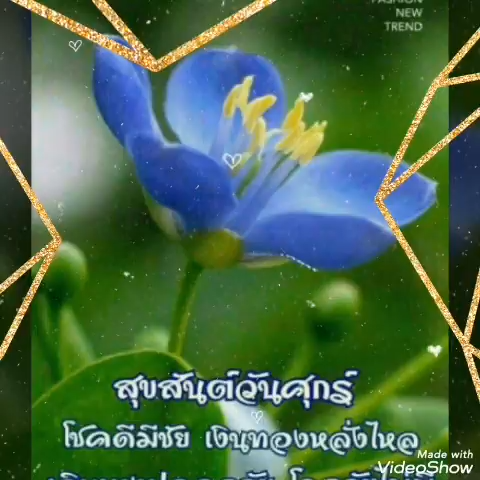 FASHION
NEW
TREND
สุขสันต์วันศุกร์
โชคดีมีชัย เงินทองหลั่งไหล
Made with
VideoShow